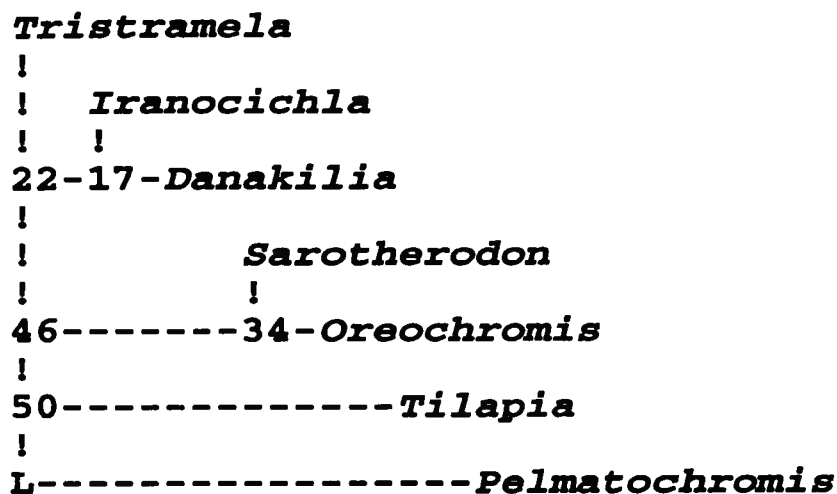 Tristramela
!
!   Iranocichla
!   !
22-17-Danakilia
!
!            Sarotherodon
!            !
46-------34-Oreochromis
!
50--------------Tilapia
!
L------------------Pelmatochromis